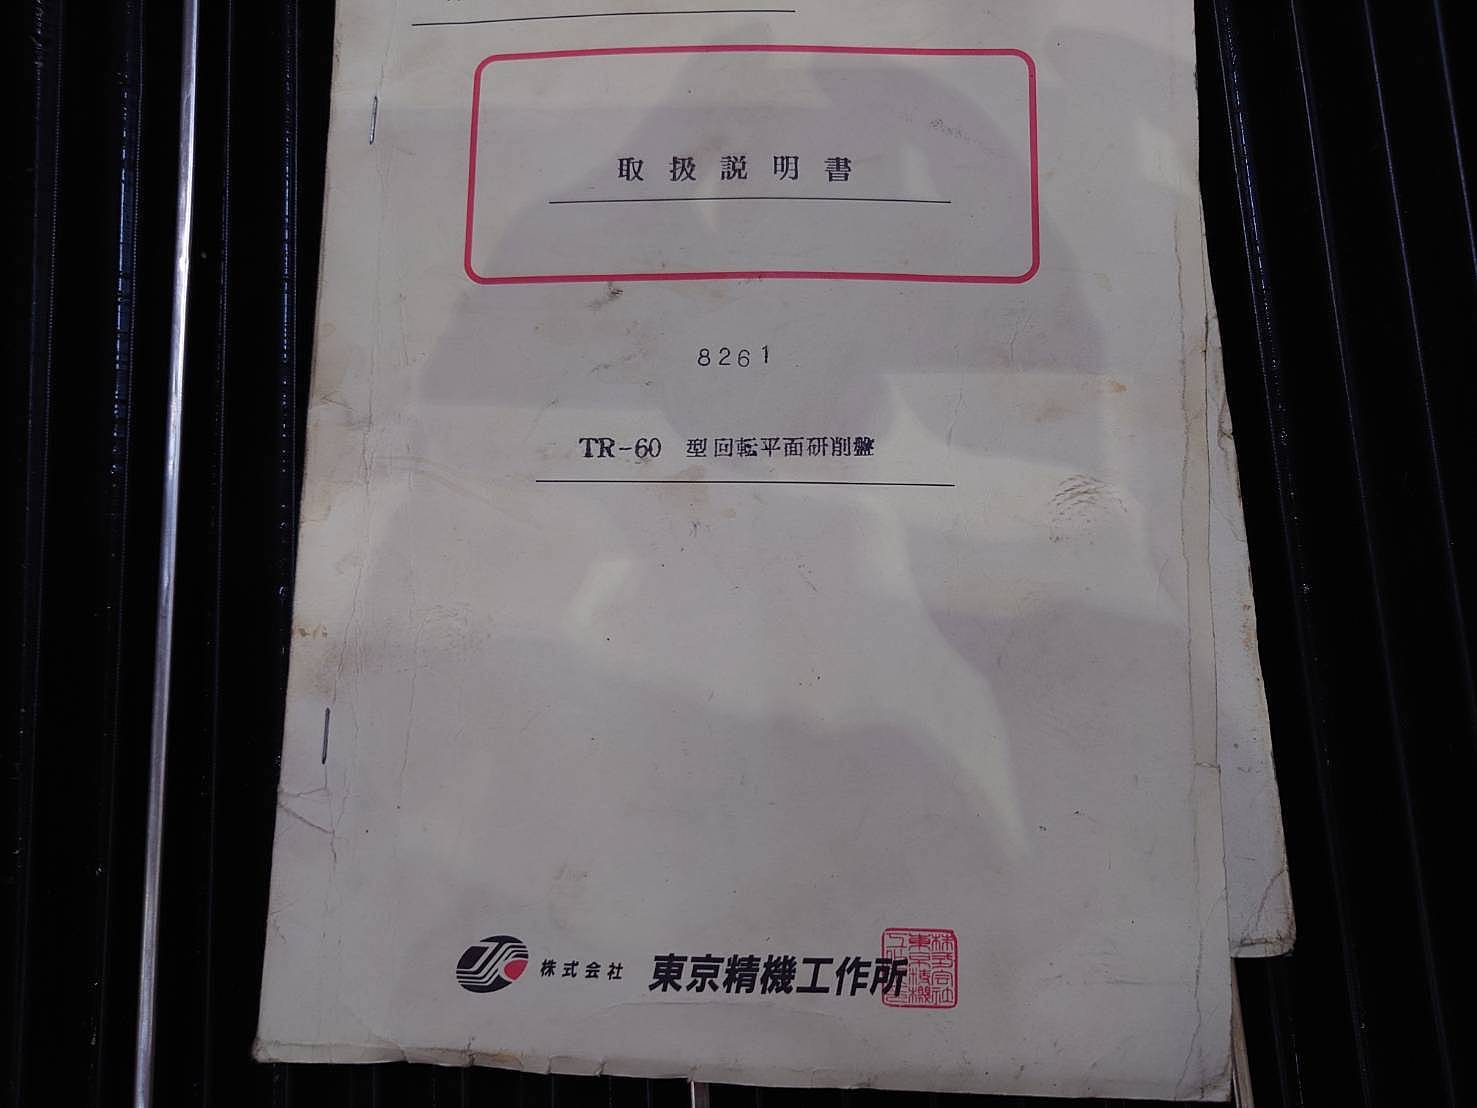 取扱説明書
8261
TR-60 型回転平面研削盤
株式会社 東京精機工作所